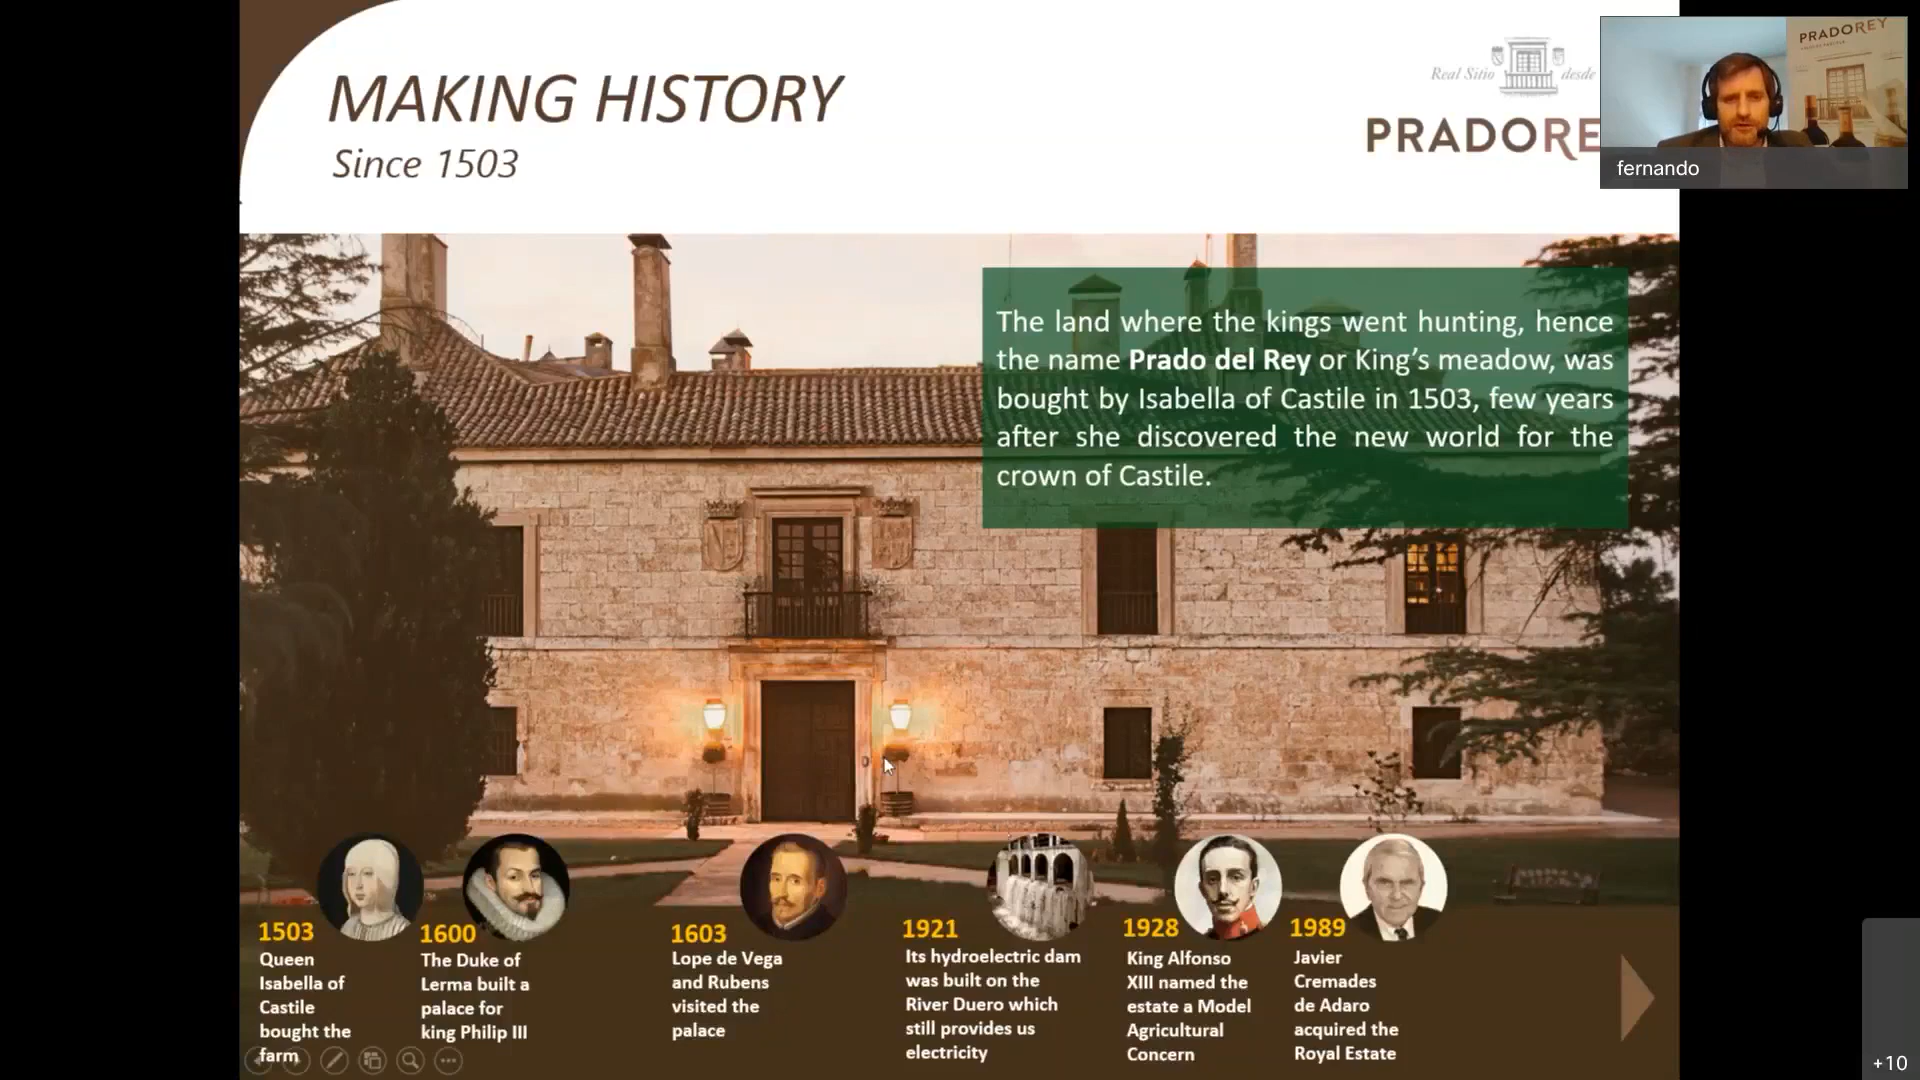 MAKING HISTORY
Since 1503
Real Sitio desde
PRADORE
PRADOREY
fernando
The land where the kings went hunting, hence
the name Prado del Rey or King’s meadow, was
bought by Isabella of Castile in 1503, few years
after she discovered the new world for the
crown of Castile.
1503
Queen
Isabella of
Castile
bought the
farm
1600
The Duke of
Lerma built a
palace for
king Philip III
1603
Lope de Vega
and Rubens
visited the
palace
1921
Its hydroelectric dam
was built on the
River Duero which
still provides us
electricity
1928
King Alfonso
XIII named the
estate a Model
Agricultural
Concern
1989
Javier
Cremades
de Adaro
acquired the
Royal Estate
+10